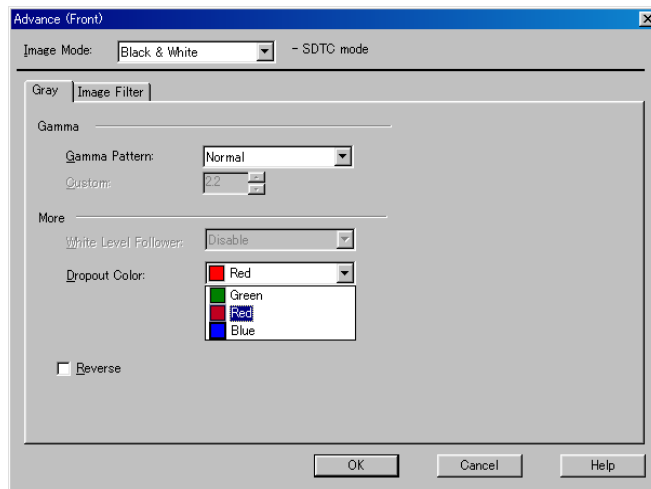 Advance (Front)
Image Mode: Black & White - SDTC mode
Gray Image Filter
Gamma
Gamma Pattern: Normal
Custom: 2.2
More
White Level Follower: Disable
Dropout Color: Red
Green
Red
Blue
Reverse
OK Cancel Help